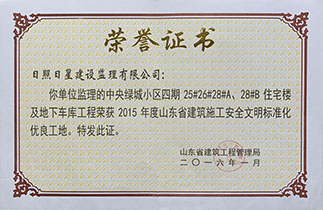 荣誉证书
日照日星建设监理有限公司：
你单位监理的中央绿城小区四期 25#26#28#A、28#B 住宅楼
及地下车库工程荣获 2015 年度山东省建筑施工安全文明标准化
优良工地。特发此证。
山东省建筑工程管理局
二〇一六年一月